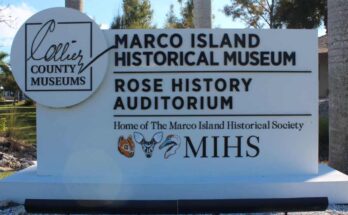 Collier
COUNTY
MUSEUMS
MARCO ISLAND
HISTORICAL MUSEUM
ROSE HISTORY
AUDITORIUM
Home of The Marco Island Historical Society
MIHS